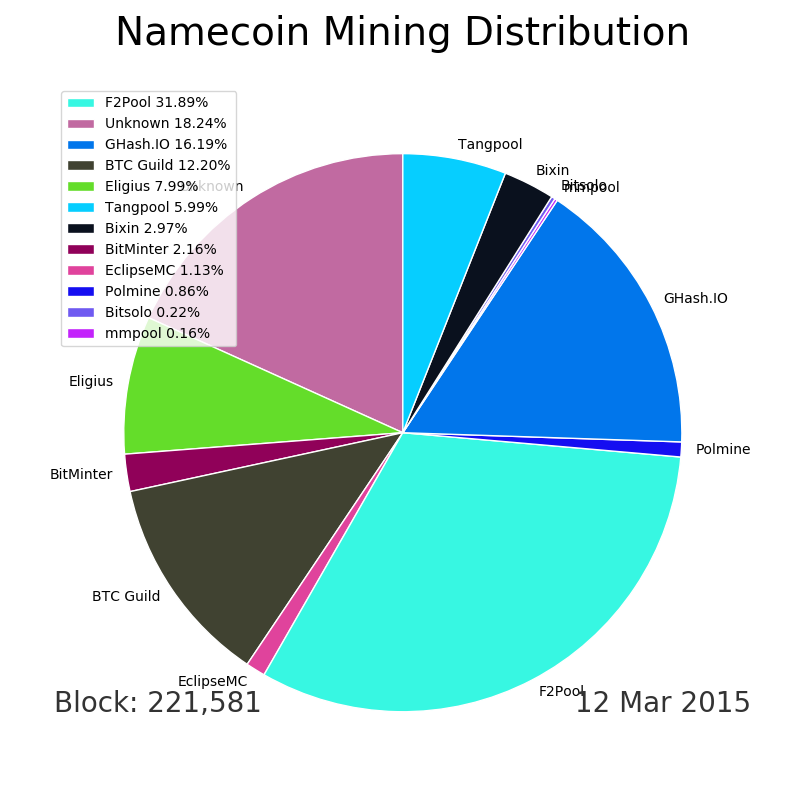 Namecoin Mining Distribution
F2Pool 31.89%
Unknown 18.24%
GHash.IO 16.19%
BTC Guild 12.20%
Eligius 7.99%
Tangpool 5.99%
Bixin 2.97%
BitMinter 2.16%
EclipseMC 1.13%
Polmine 0.86%
Bitsolo 0.22%
mmpool 0.16%
Tangpool
Bixin
Bitsolo
mmpool
Unknown
GHash.IO
Eligius
Polmine
BitMinter
BTC Guild
EclipseMC
F2Pool
Block: 221,581
12 Mar 2015